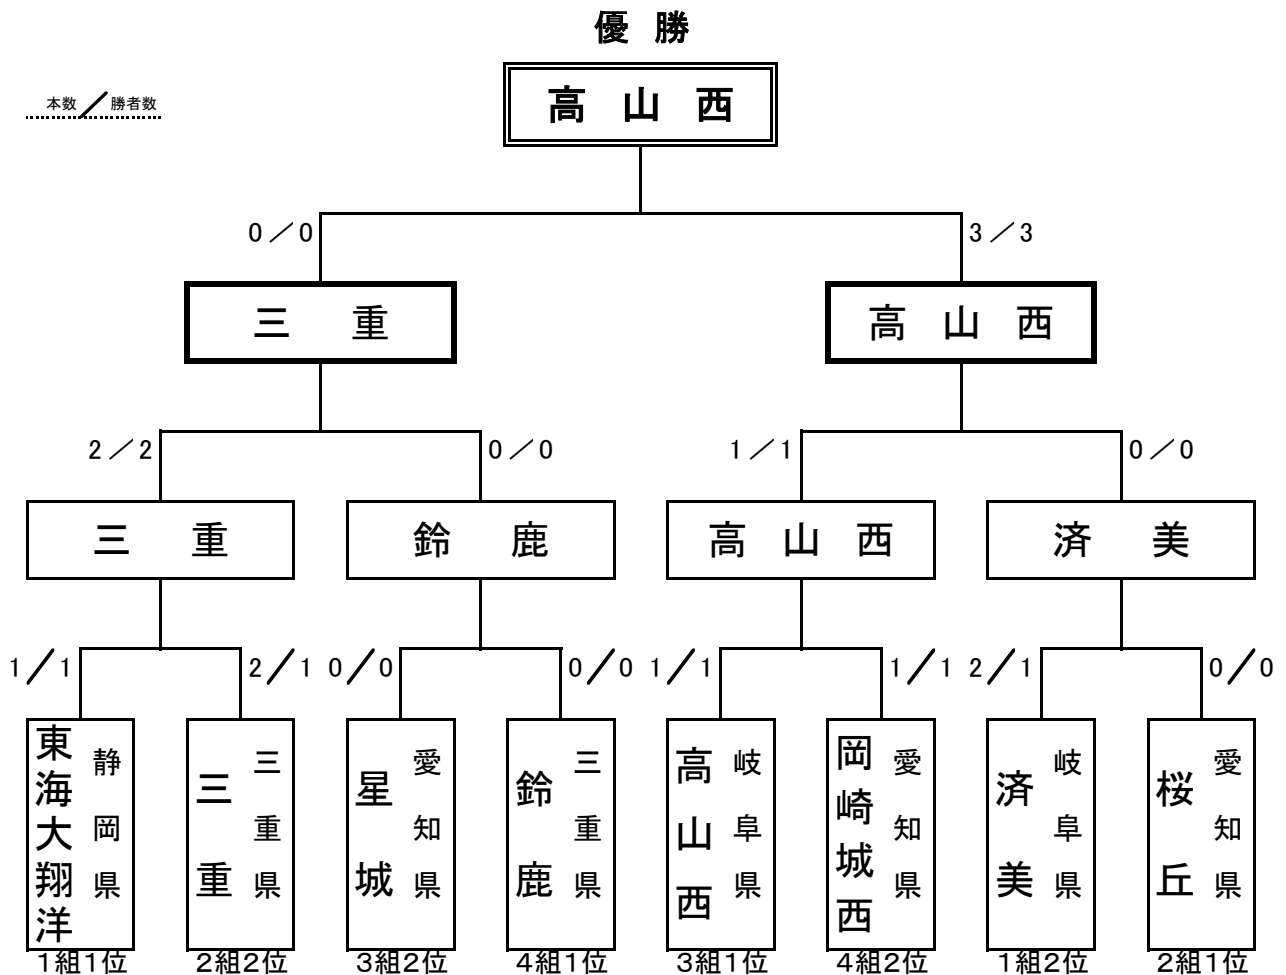 優勝
高山西
本数／勝者数
0／0
3／3
三重
高山西
2／2
0／0
1／1
0／0
三重
鈴鹿
高山西
済美
1／1
2／1
0／0
0／0
1／1
1／1
2／1
0／0
東海大翔洋
静岡県
三重
三重県
星城
愛知県
鈴鹿
三重県
高山西
岐阜県
岡崎城西
愛知県
済美
岐阜県
桜丘
愛知県
1組1位
2組2位
3組2位
4組1位
3組1位
4組2位
1組2位
2組1位